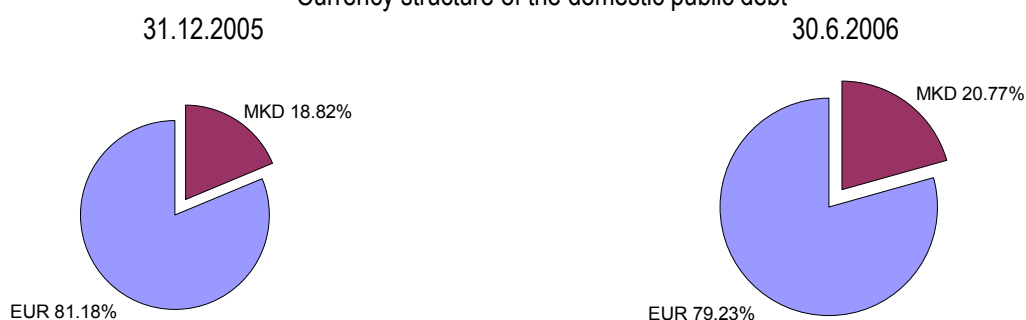 Currency structure of the domestic public debt
31.12.2005
30.6.2006
MKD 18.82%
MKD 20.77%
EUR 81.18%
EUR 79.23%